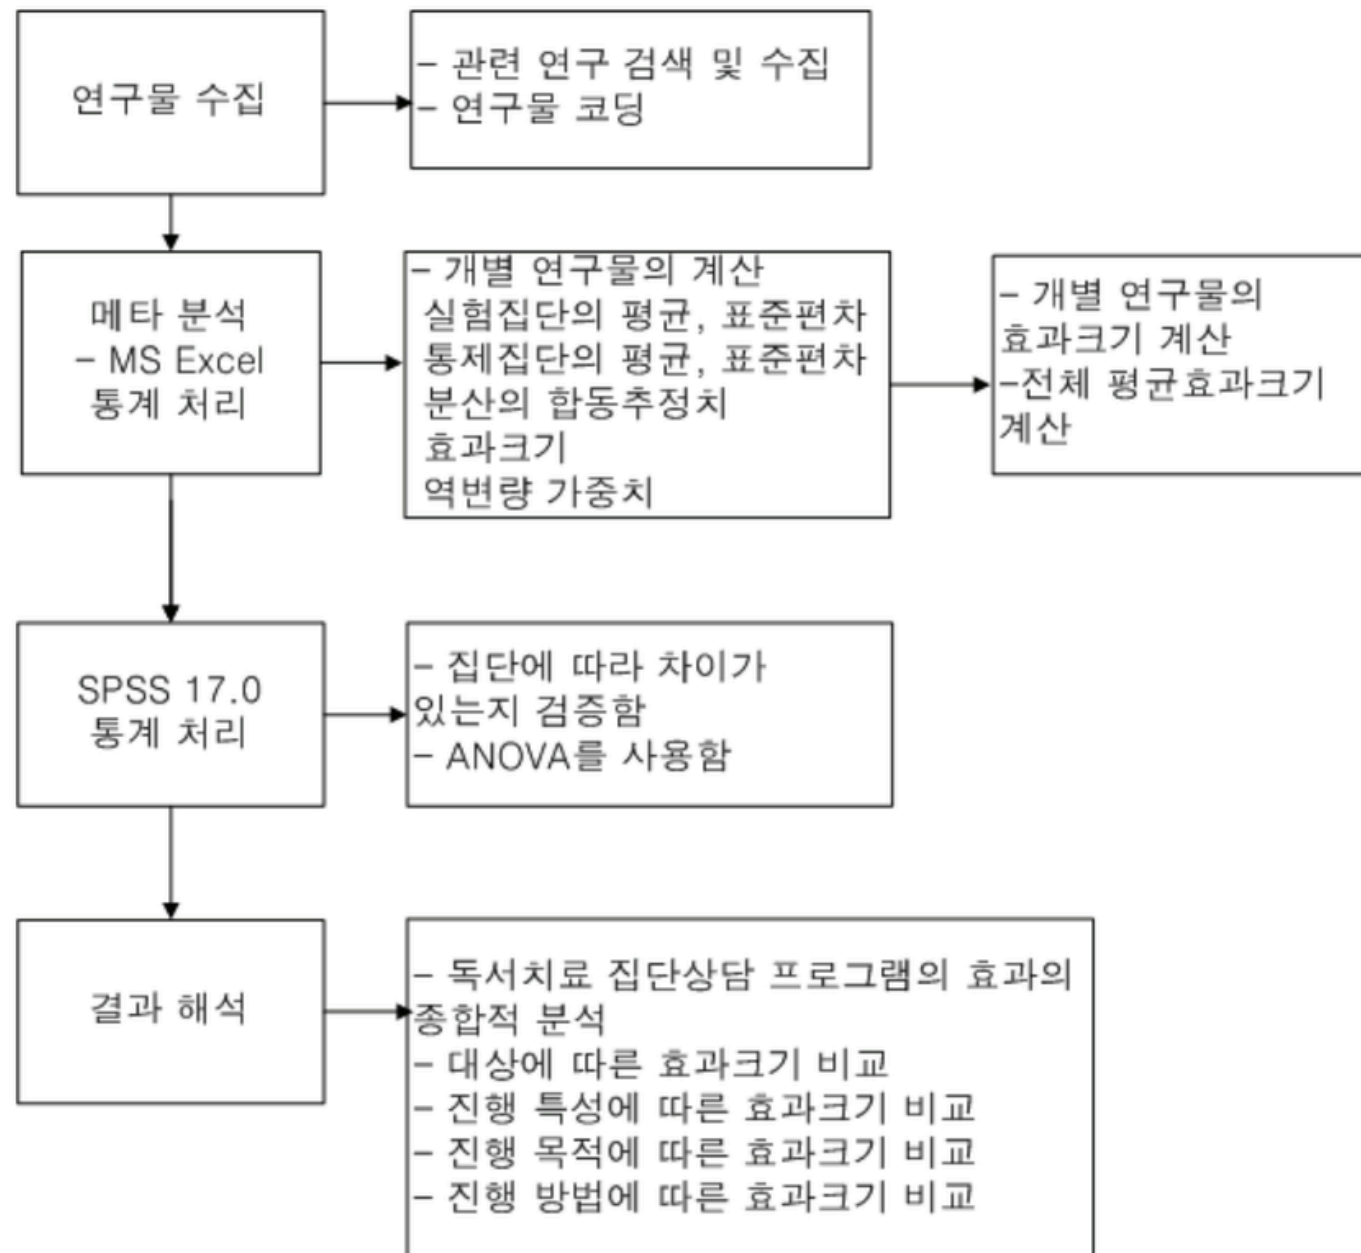 연구물 수집
– 관련 연구 검색 및 수집
– 연구물 코딩
메타 분석
– MS Excel
통계 처리
– 개별 연구물의 계산
실험집단의 평균, 표준편차
통제집단의 평균, 표준편차
분산의 합동추정치
효과크기
역변량 가중치
– 개별 연구물의
효과크기 계산
–전체 평균효과크기
계산
SPSS 17.0
통계 처리
– 집단에 따라 차이가
있는지 검증함
– ANOVA를 사용함
결과 해석
– 독서치료 집단상담 프로그램의 효과의
종합적 분석
– 대상에 따른 효과크기 비교
– 진행 특성에 따른 효과크기 비교
– 진행 목적에 따른 효과크기 비교
– 진행 방법에 따른 효과크기 비교